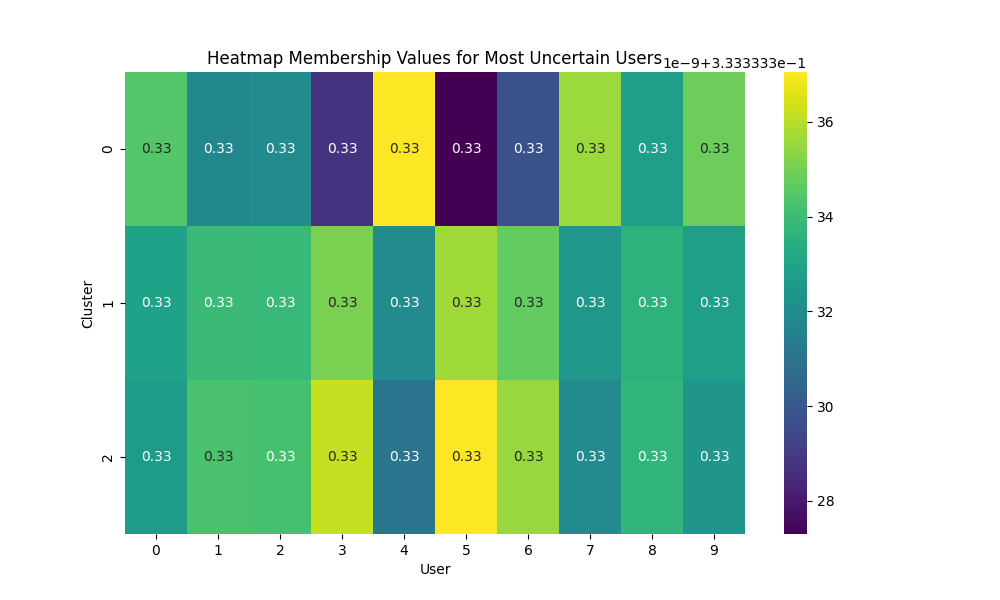 Heatmap Membership Values for Most Uncertain Users
1e−9+3.333333e−1
0 0.33 0.33 0.33 0.33 0.33 0.33 0.33 0.33 0.33 0.33
1 0.33 0.33 0.33 0.33 0.33 0.33 0.33 0.33 0.33 0.33
2 0.33 0.33 0.33 0.33 0.33 0.33 0.33 0.33 0.33 0.33
Cluster
0 1 2 3 4 5 6 7 8 9
User
36
34
32
30
28